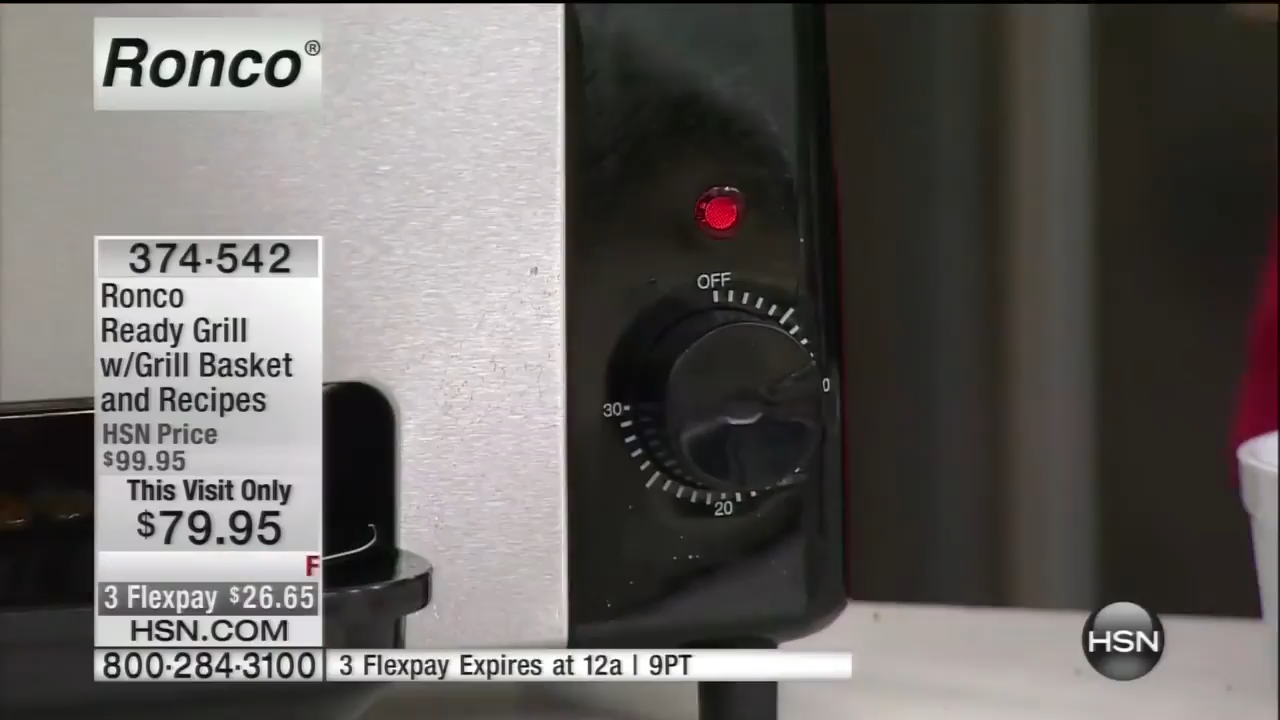 Ronco®
374·542
Ronco
Ready Grill
w/Grill Basket
and Recipes
HSN Price
$99.95
This Visit Only
$79.95
F
3 Flexpay $26.65
HSN.COM
800·284·3100
3 Flexpay Expires at 12a | 9PT
OFF
0
30
20
HSN